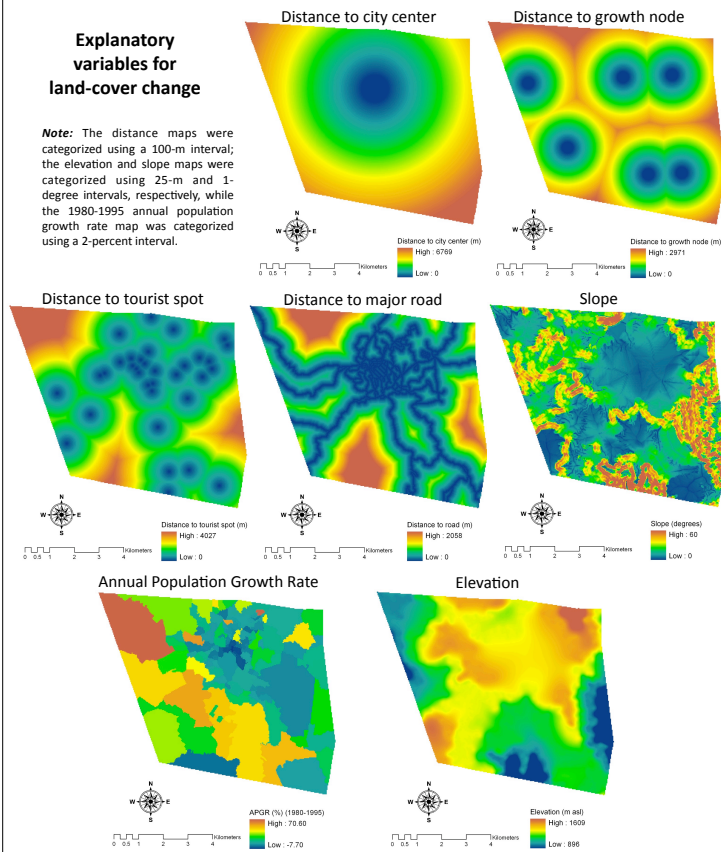 Explanatory
variables for
land-cover change
Note: The distance maps were
categorized using a 100-m interval;
the elevation and slope maps were
categorized using 25-m and 1-
degree intervals, respectively, while
the 1980-1995 annual population
growth rate map was categorized
using a 2-percent interval.
Distance to city center
N
W E
S
0 0.5 1 2 3 4 Kilometers
Distance to city center (m)
High : 6769
Low : 0
Distance to growth node
N
W E
S
0 0.5 1 2 3 4 Kilometers
Distance to growth node (m)
High : 2971
Low : 0
Distance to tourist spot
N
W E
S
0 0.5 1 2 3 4 Kilometers
Distance to tourist spot (m)
High : 4027
Low : 0
Distance to major road
N
W E
S
0 0.5 1 2 3 4 Kilometers
Distance to road (m)
High : 2058
Low : 0
Slope
N
W E
S
0 0.5 1 2 3 4 Kilometers
Slope (degrees)
High : 60
Low : 0
Annual Population Growth Rate
N
W E
S
0 0.5 1 2 3 4 Kilometers
APGR (%) (1980-1995)
High : 70.60
Low : -7.70
Elevation
N
W E
S
0 0.5 1 2 3 4 Kilometers
Elevation (m asl)
High : 1609
Low : 896